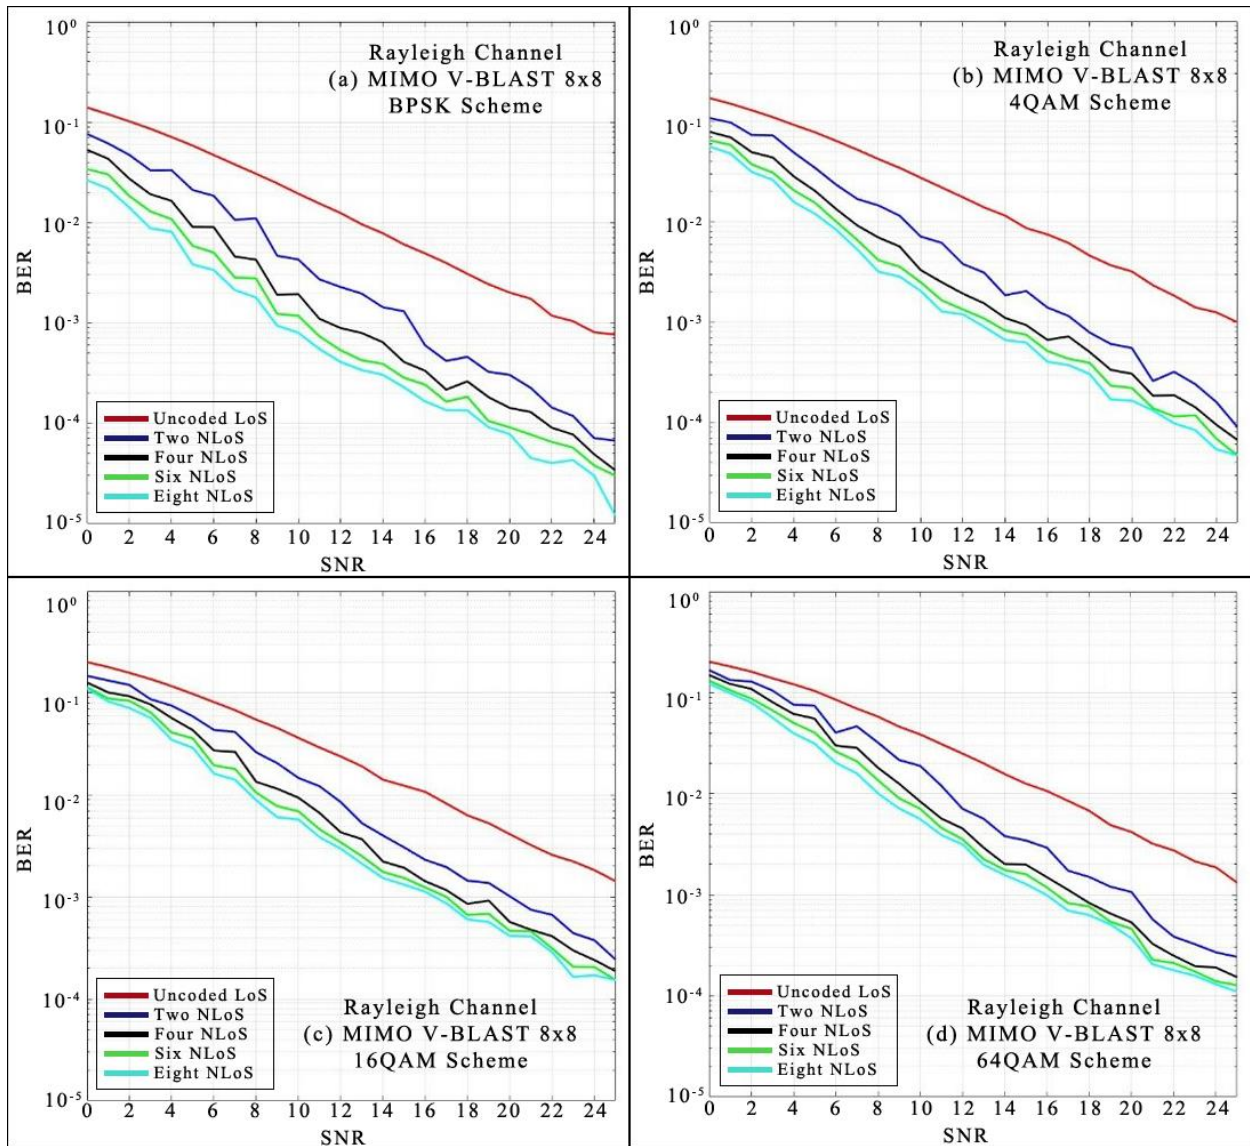 Rayleigh Channel
(a) MIMO V-BLAST 8x8
BPSK Scheme
10⁰
10⁻¹
10⁻²
10⁻³
10⁻⁴
10⁻⁵
BER
Uncoded LoS
Two NLoS
Four NLoS
Six NLoS
Eight NLoS
0 2 4 6 8 10 12 14 16 18 20 22 24
SNR
Rayleigh Channel
(b) MIMO V-BLAST 8x8
4QAM Scheme
10⁰
10⁻¹
10⁻²
10⁻³
10⁻⁴
10⁻⁵
BER
Uncoded LoS
Two NLoS
Four NLoS
Six NLoS
Eight NLoS
0 2 4 6 8 10 12 14 16 18 20 22 24
SNR
10⁰
10⁻¹
10⁻²
10⁻³
10⁻⁴
10⁻⁵
BER
Uncoded LoS
Two NLoS
Four NLoS
Six NLoS
Eight NLoS
Rayleigh Channel
(c) MIMO V-BLAST 8x8
16QAM Scheme
0 2 4 6 8 10 12 14 16 18 20 22 24
SNR
10⁰
10⁻¹
10⁻²
10⁻³
10⁻⁴
10⁻⁵
BER
Uncoded LoS
Two NLoS
Four NLoS
Six NLoS
Eight NLoS
Rayleigh Channel
(d) MIMO V-BLAST 8x8
64QAM Scheme
0 2 4 6 8 10 12 14 16 18 20 22 24
SNR